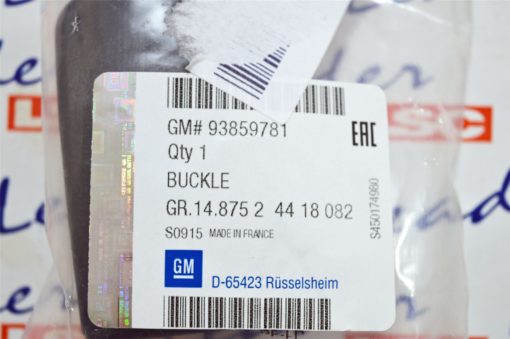 GM# 93859781
EAC
Qty 1
BUCKLE
GR.14.875 2 44 18 082
S0915 MADE IN FRANCE
S450174980
GM
D-65423 Rüsselsheim